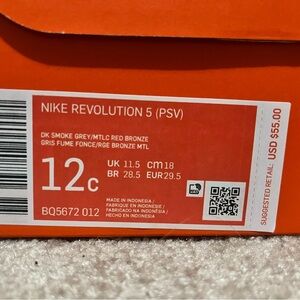 NIKE REVOLUTION 5 (PSV)
DK SMOKE GREY/MTLC RED BRONZE
GRIS FUME FONCE/RGE BRONZE MTL
12C
UK 11.5 cm 18
BR 28.5 EUR 29.5
BQ5672 012
MADE IN INDONESIA /
FABRIQUE EN INDONESIE /
FABRICADO NA INDONESIA /
HECHO EN INDONESIA
SUGGESTED RETAIL: USD $55.00